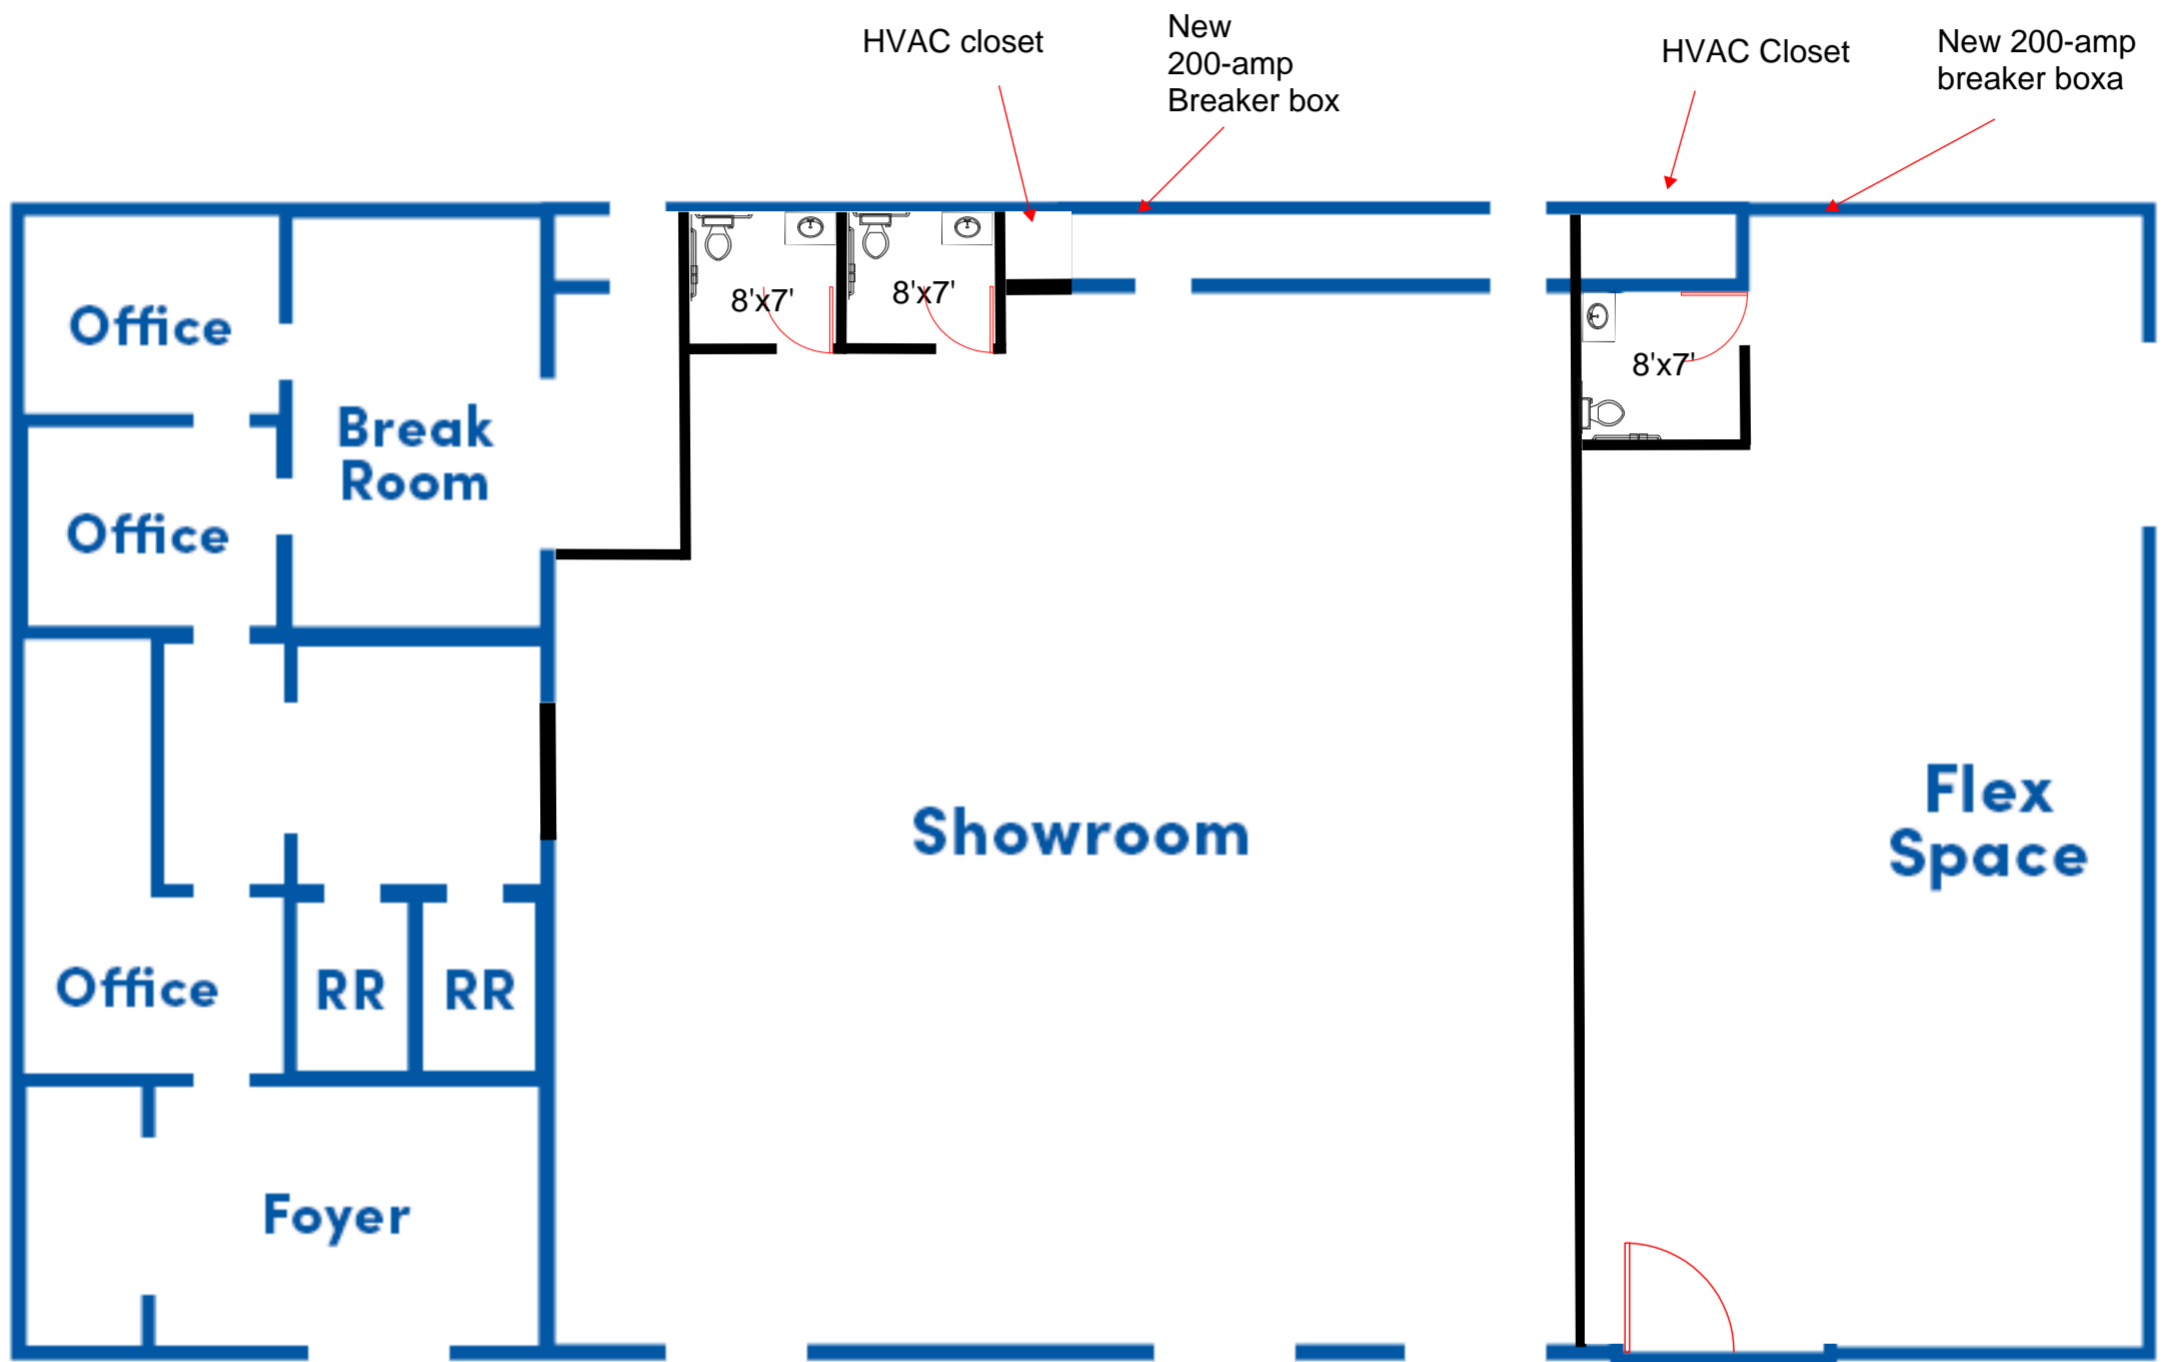 HVAC closet
New
200-amp
Breaker box
HVAC Closet
New 200-amp
breaker boxa
8'x7'
8'x7'
8'x7'
Office
Break
Room
Office
Showroom
Flex
Space
Office
RR
RR
Foyer